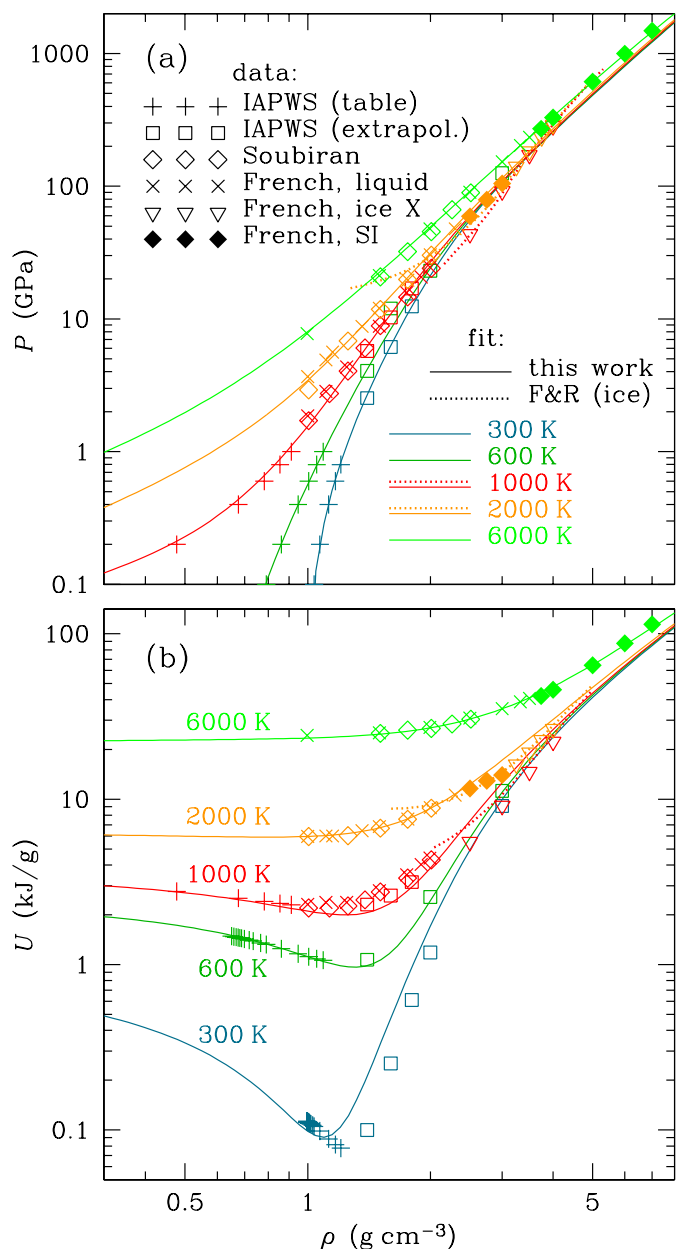 1000
100
10
1
0.1
P (GPa)
(a)
data:
IAPWS (table)
IAPWS (extrapol.)
Soubiran
French, liquid
French, ice X
French, SI
fit:
this work
F&R (ice)
300 K
600 K
1000 K
2000 K
6000 K
100
10
1
0.1
U (kJ/g)
(b)
6000 K
2000 K
1000 K
600 K
300 K
0.5
1
5
ρ (g cm⁻³)